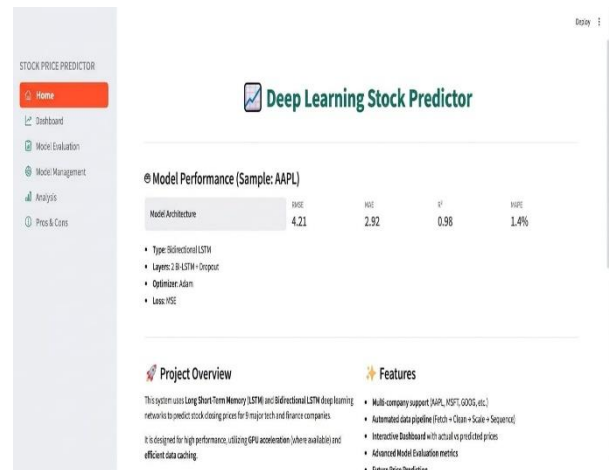 Deploy
STOCK PRICE PREDICTOR
Home
Dashboard
Model Evaluation
Model Management
Analysis
Pros & Cons
Deep Learning Stock Predictor
Model Performance (Sample: AAPL)
Model Architecture
RMSE
4.21
MAE
2.92
R²
0.98
MAPE
1.4%
• Type: Bidirectional LSTM
• Layers: 2 Bi-LSTM + Dropout
• Optimizer: Adam
• Loss: MSE
Project Overview
This system uses Long Short-Term Memory (LSTM) and Bidirectional LSTM deep learning
networks to predict stock closing prices for 9 major tech and finance companies.
It is designed for high performance, utilizing GPU acceleration (where available) and
efficient data caching.
Features
• Multi-company support (AAPL, MSFT, GOOG, etc.)
• Automated data pipeline (Fetch → Clean → Scale → Sequence)
• Interactive Dashboard with actual vs predicted prices
• Advanced Model Evaluation metrics
• Future Price Prediction